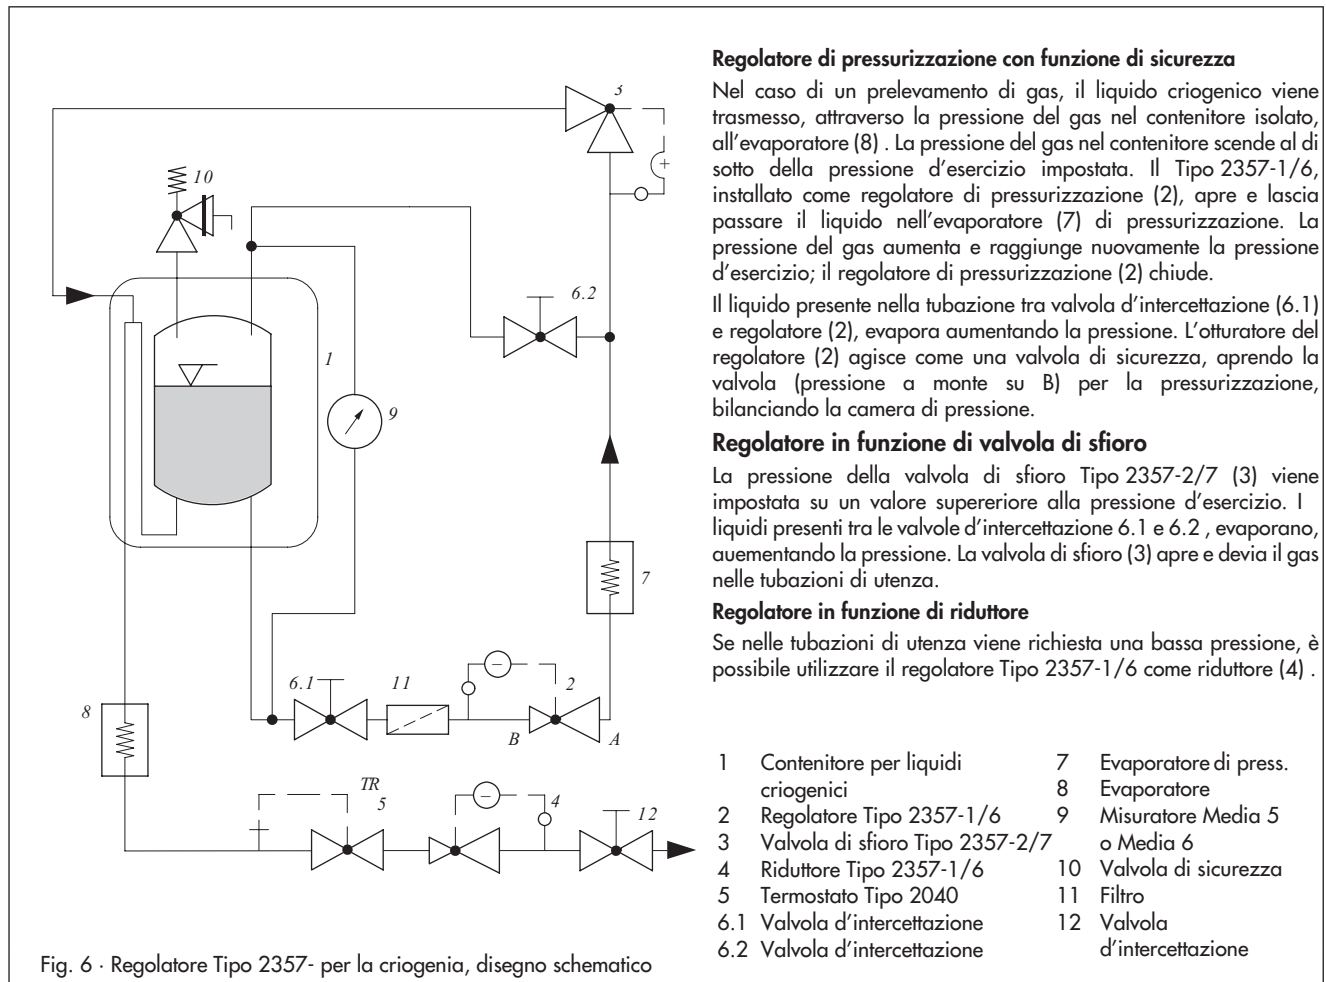 3
10
6.2
1
9
7
6.1
11
2
B
A
8
TR
5
4
12
Regolatore di pressurizzazione con funzione di sicurezza
Nel caso di un prelevamento di gas, il liquido criogenico viene
trasmesso, attraverso la pressione del gas nel contenitore isolato,
all'evaporatore (8) . La pressione del gas nel contenitore scende al di
sotto della pressione d'esercizio impostata. Il Tipo 2357-1/6,
installato come regolatore di pressurizzazione (2), apre e lascia
passare il liquido nell'evaporatore (7) di pressurizzazione. La
pressione del gas aumenta e raggiunge nuovamente la pressione
d'esercizio; il regolatore di pressurizzazione (2) chiude.
Il liquido presente nella tubazione tra valvola d'intercettazione (6.1)
e regolatore (2), evapora aumentando la pressione. L'otturatore del
regolatore (2) agisce come una valvola di sicurezza, aprendo la
valvola (pressione a monte su B) per la pressurizzazione,
bilanciando la camera di pressione.
Regolatore in funzione di valvola di sfioro
La pressione della valvola di sfioro Tipo 2357-2/7 (3) viene
impostata su un valore supereriore alla pressione d'esercizio. I
liquidi presenti tra le valvole d'intercettazione 6.1 e 6.2 , evaporano,
auementando la pressione. La valvola di sfioro (3) apre e devia il gas
nelle tubazioni di utenza.
Regolatore in funzione di riduttore
Se nelle tubazioni di utenza viene richiesta una bassa pressione, è
possibile utilizzare il regolatore Tipo 2357-1/6 come riduttore (4) .
1 Contenitore per liquidi
criogenici
2 Regolatore Tipo 2357-1/6
3 Valvola di sfioro Tipo 2357-2/7
4 Riduttore Tipo 2357-1/6
5 Termostato Tipo 2040
6.1 Valvola d'intercettazione
6.2 Valvola d'intercettazione
7 Evaporatore di press.
8 Evaporatore
9 Misuratore Media 5
o Media 6
10 Valvola di sicurezza
11 Filtro
12 Valvola
d'intercettazione
Fig. 6 · Regolatore Tipo 2357- per la criogenia, disegno schematico